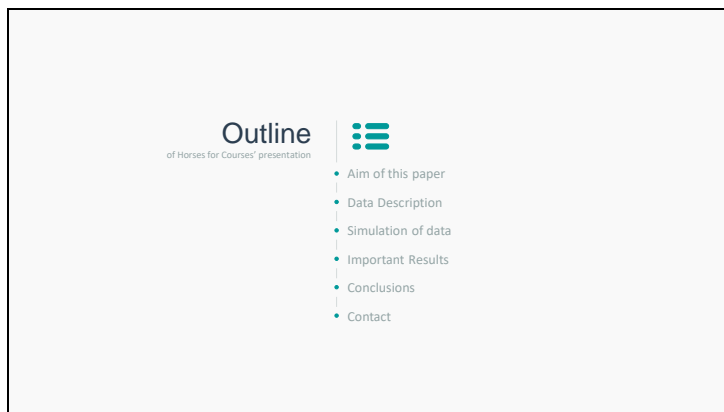 Outline
of Horses for Courses’ presentation
Aim of this paper
Data Description
Simulation of data
Important Results
Conclusions
Contact